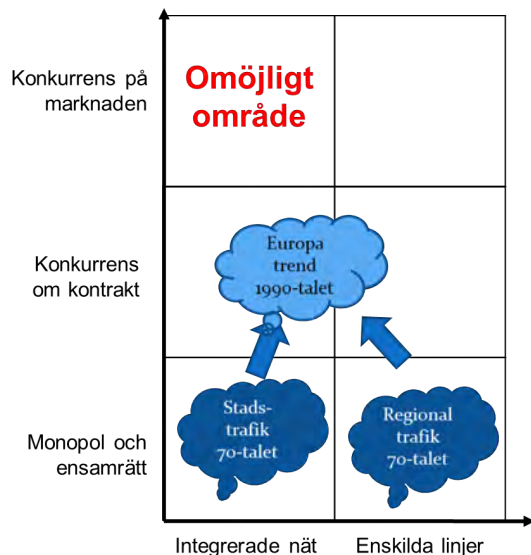 Konkurrens på
marknaden
Omöjligt
område
Konkurrens
om kontrakt
Europa
trend
1990-talet
Monopol och
ensamrätt
Stads-
trafik
70-talet
Regional
trafik
70-talet
Integrerade nät
Enskilda linjer